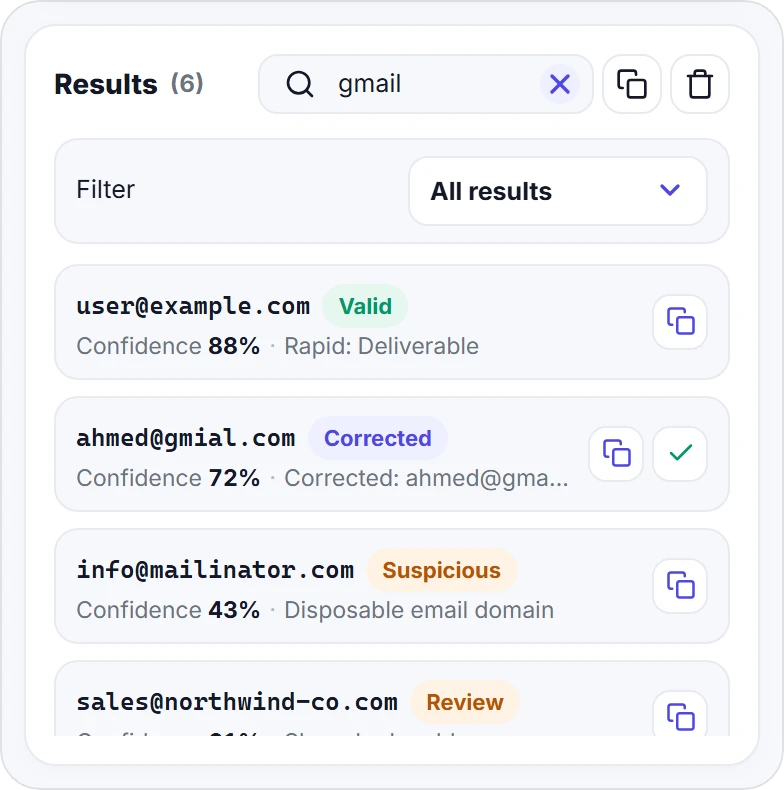 Results (6)
gmail
Filter
All results
user@example.com Valid
Confidence 88% · Rapid: Deliverable
ahmed@gmial.com Corrected
Confidence 72% · Corrected: ahmed@gma...
info@mailinator.com Suspicious
Confidence 43% · Disposable email domain
sales@northwind-co.com Review